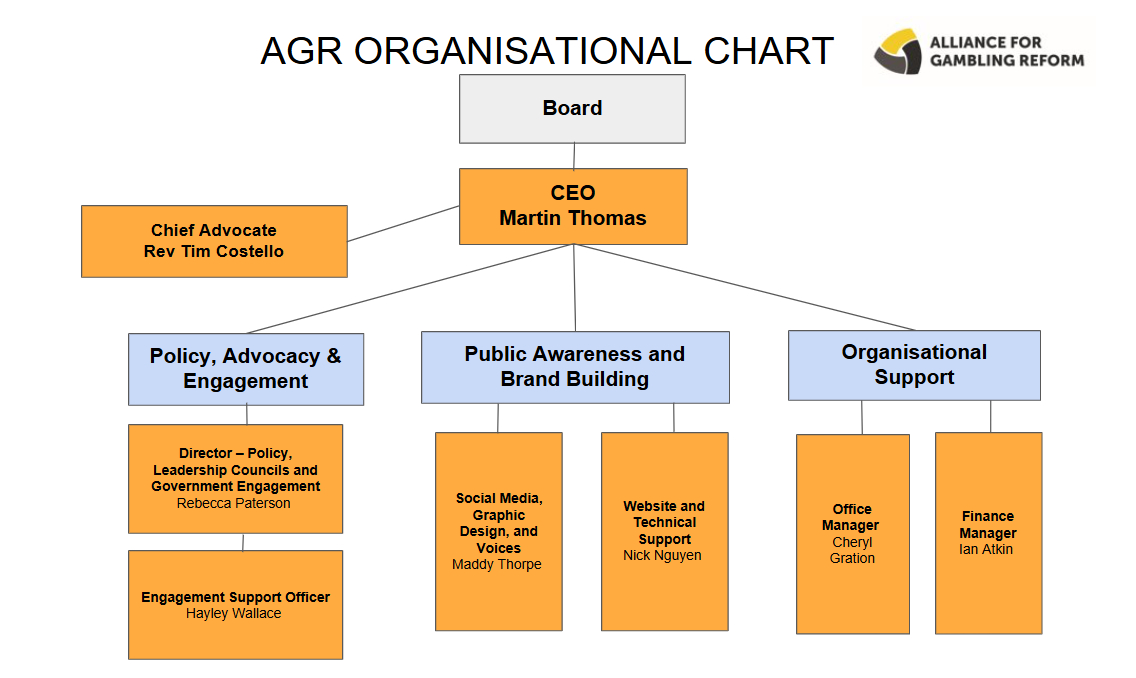 AGR ORGANISATIONAL CHART
ALLIANCE FOR
GAMBLING REFORM
Board
CEO
Martin Thomas
Chief Advocate
Rev Tim Costello
Policy, Advocacy &
Engagement
Public Awareness and
Brand Building
Organisational
Support
Director – Policy,
Leadership Councils and
Government Engagement
Rebecca Paterson
Engagement Support Officer
Hayley Wallace
Social Media,
Graphic
Design, and
Voices
Maddy Thorpe
Website and
Technical
Support
Nick Nguyen
Office
Manager
Cheryl
Gration
Finance
Manager
Ian Atkin